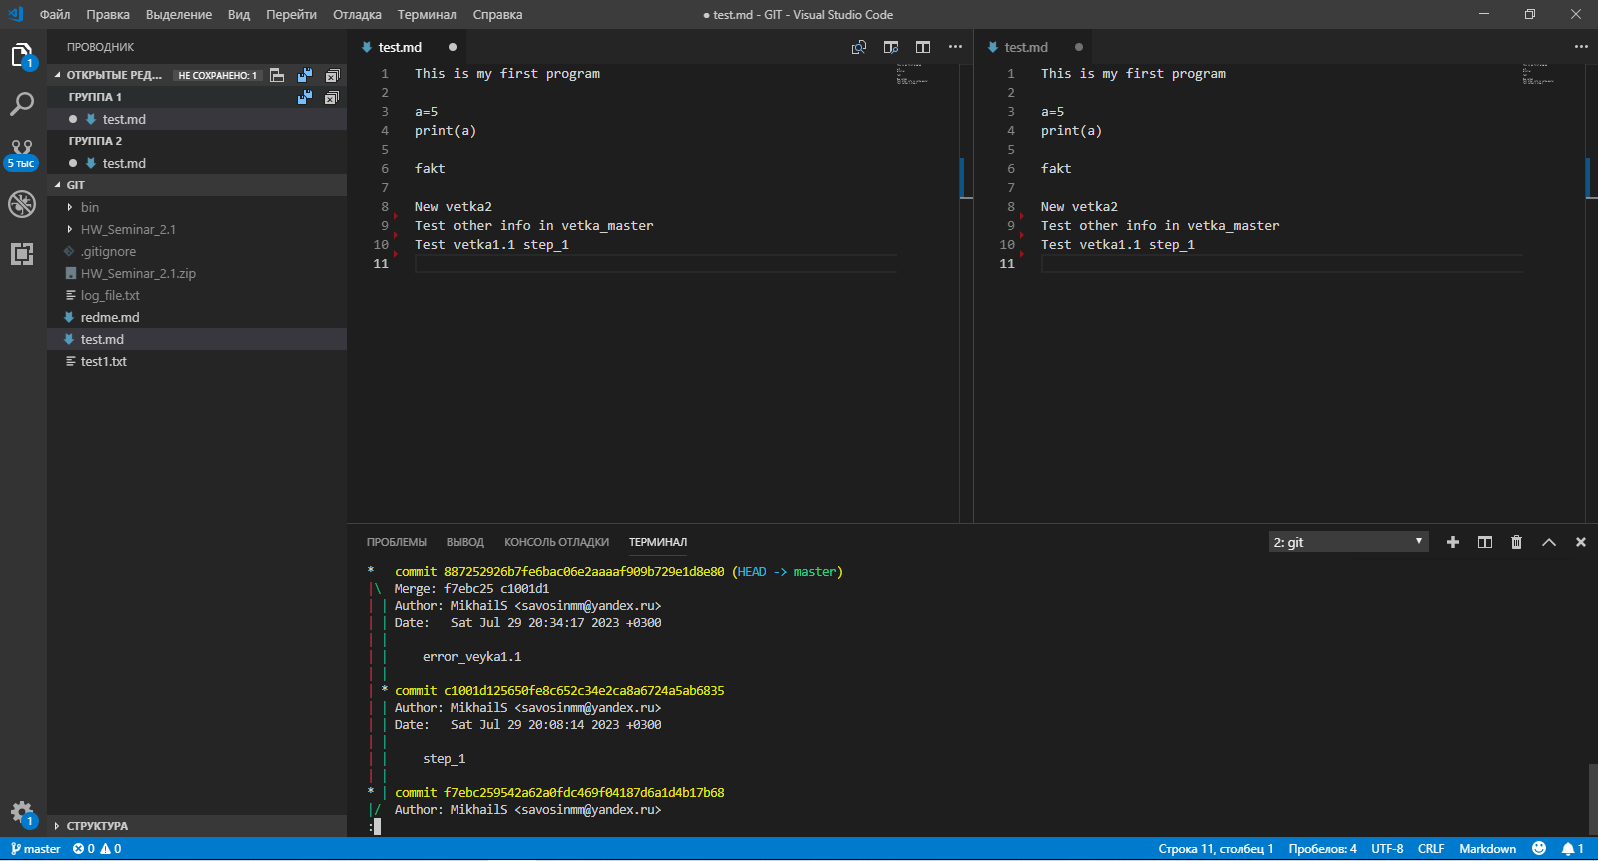 Файл Правка Выделение Вид Перейти Отладка Терминал Справка
● test.md - GIT - Visual Studio Code
1
5 тыс
1
ПРОВОДНИК
ОТКРЫТЫЕ РЕД... НЕ СОХРАНЕНО: 1
ГРУППА 1
● test.md
ГРУППА 2
● test.md
GIT
bin
HW_Seminar_2.1
.gitignore
HW_Seminar_2.1.zip
log_file.txt
redme.md
test.md
test1.txt
СТРУКТУРА
test.md ●
1 This is my first program
2
3 a=5
4 print(a)
5
6 fakt
7
8 New vetka2
9 Test other info in vetka_master
10 Test vetka1.1 step_1
11
test.md ●
1 This is my first program
2
3 a=5
4 print(a)
5
6 fakt
7
8 New vetka2
9 Test other info in vetka_master
10 Test vetka1.1 step_1
11
ПРОБЛЕМЫ ВЫВОД КОНСОЛЬ ОТЛАДКИ ТЕРМИНАЛ
2: git
* commit 887252926b7fe6bac06e2aaaaf909b729e1d8e80 (HEAD -> master)
|\ Merge: f7ebc25 c1001d1
| | Author: MikhailS <savosinmm@yandex.ru>
| | Date: Sat Jul 29 20:34:17 2023 +0300
| |
| | error_veyka1.1
| |
| * commit c1001d125650fe8c652c34e2ca8a6724a5ab6835
| | Author: MikhailS <savosinmm@yandex.ru>
| | Date: Sat Jul 29 20:08:14 2023 +0300
| |
| | step_1
| |
* | commit f7ebc259542a62a0fdc469f04187d6a1d4b17b68
|/ Author: MikhailS <savosinmm@yandex.ru>
:
master 0 0
Строка 11, столбец 1 Пробелов: 4 UTF-8 CRLF Markdown 1